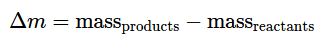 Δm = mass_products − mass_reactants